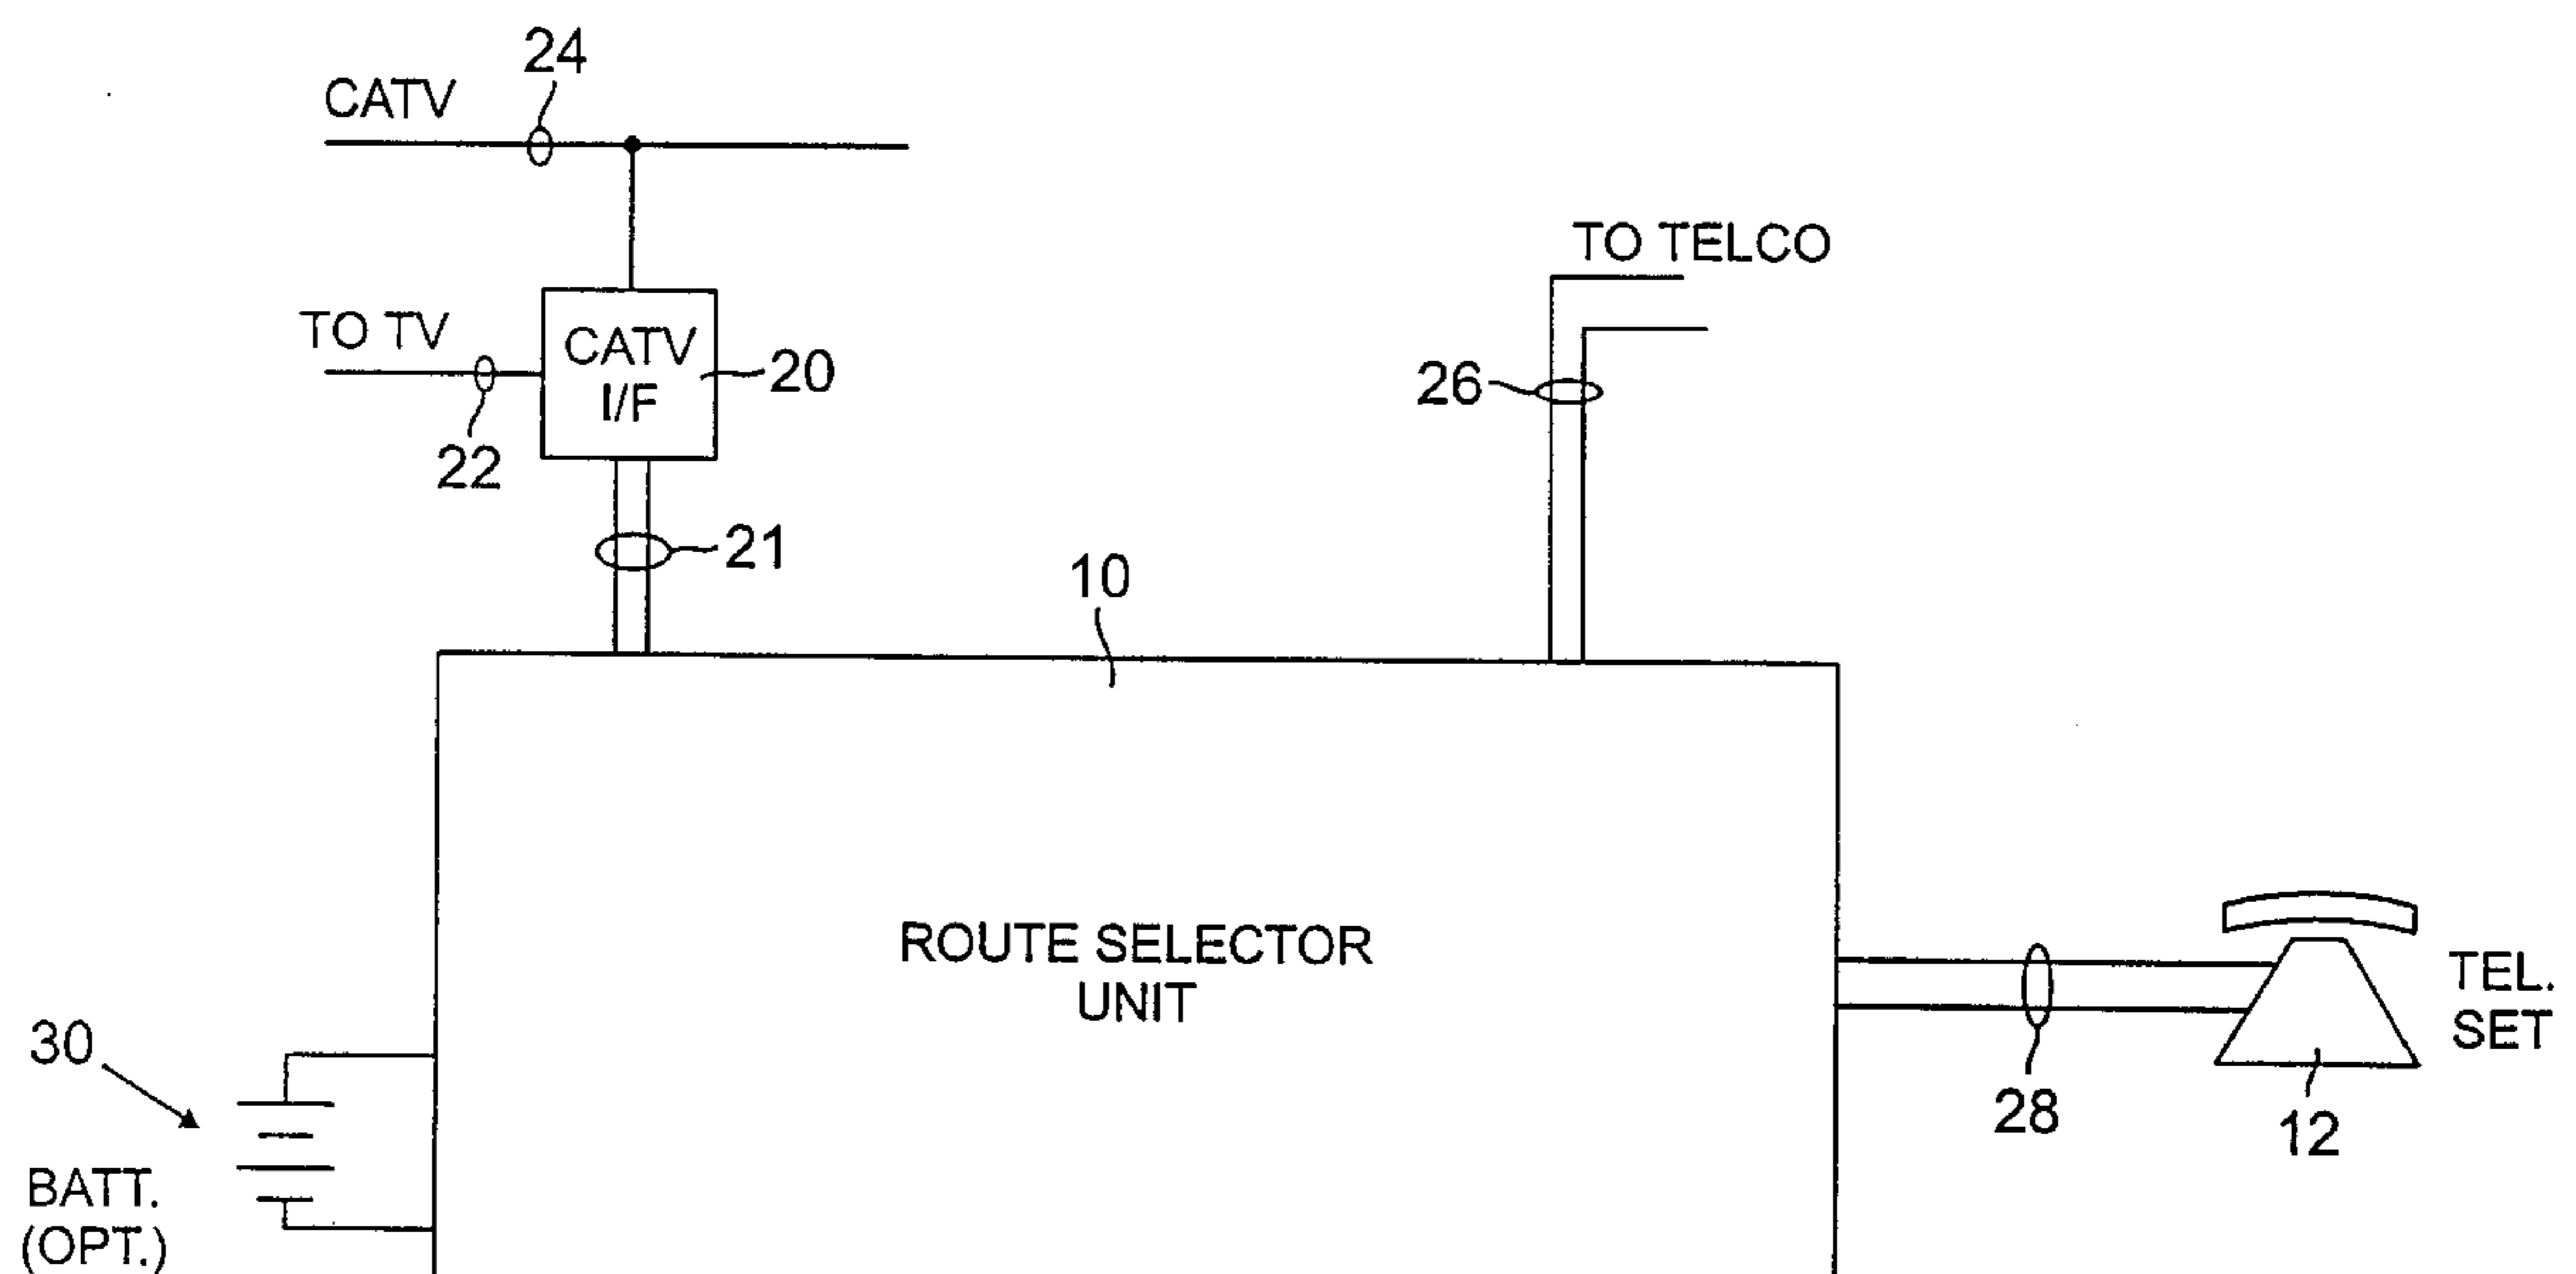 24
CATV
TO TELCO
TO TV
CATV
I/F
20
26
22
21
10
ROUTE SELECTOR
UNIT
TEL.
SET
30
28
12
BATT.
(OPT.)